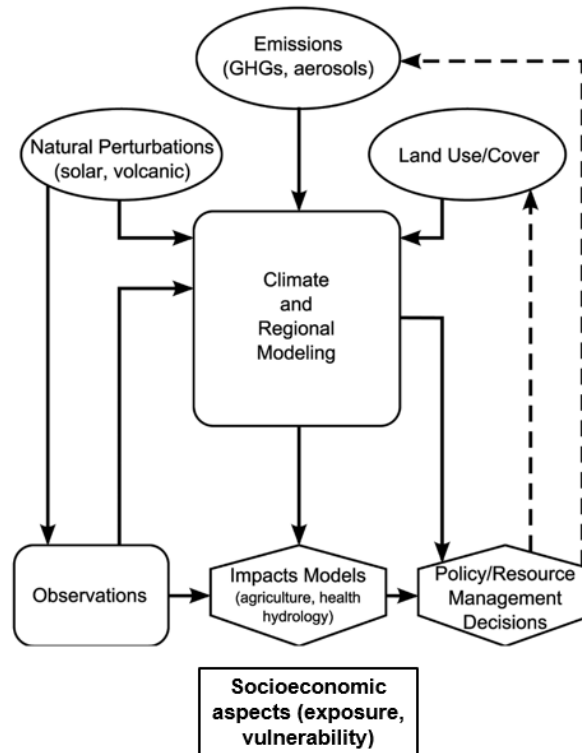 Emissions
(GHGs, aerosols)
Natural Perturbations
(solar, volcanic)
Land Use/Cover
Climate
and
Regional
Modeling
Observations
Impacts Models
(agriculture, health
hydrology)
Policy/Resource
Management
Decisions
Socioeconomic
aspects (exposure,
vulnerability)